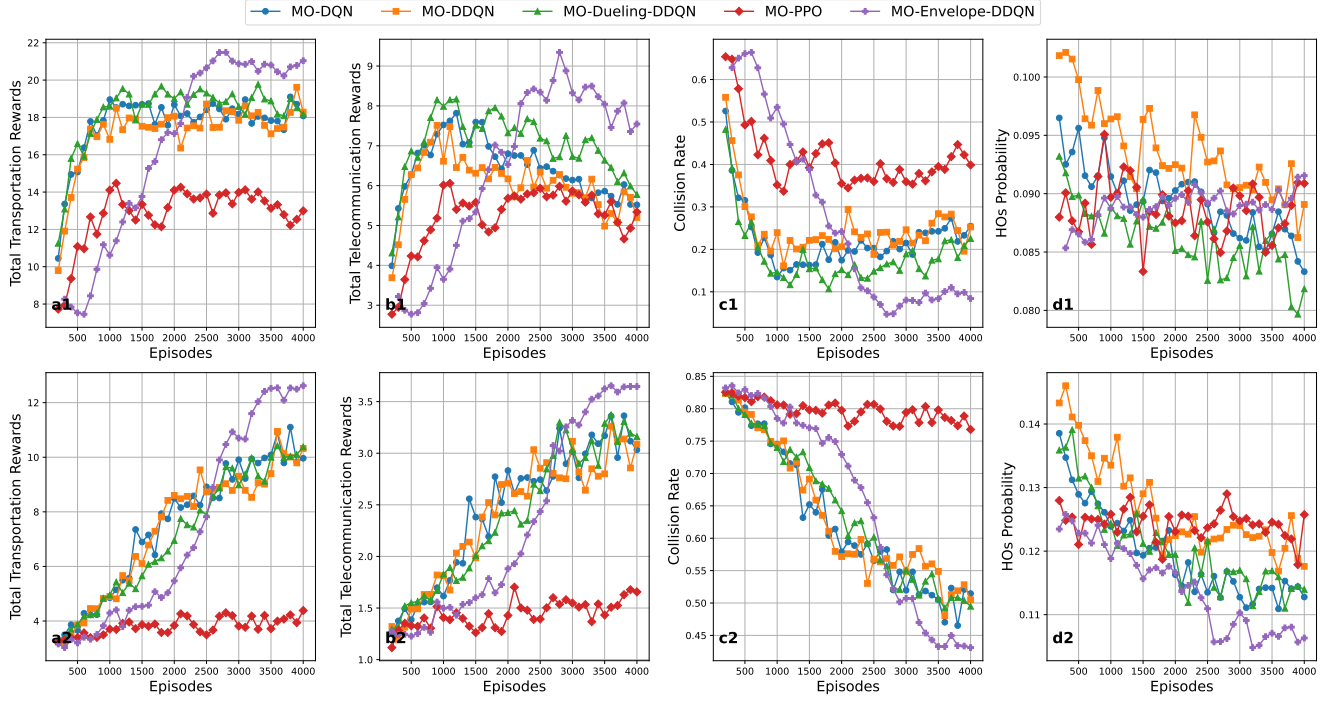 MO-DQN MO-DDQN MO-Dueling-DDQN MO-PPO MO-Envelope-DDQN
Total Transportation Rewards
22
20
18
16
14
12
10
8
a1
500 1000 1500 2000 2500 3000 3500 4000
Episodes
Total Telecommunication Rewards
9
8
7
6
5
4
3
b1
500 1000 1500 2000 2500 3000 3500 4000
Episodes
Collision Rate
0.6
0.5
0.4
0.3
0.2
0.1
c1
500 1000 1500 2000 2500 3000 3500 4000
Episodes
HOs Probability
0.100
0.095
0.090
0.085
0.080
d1
500 1000 1500 2000 2500 3000 3500 4000
Episodes
Total Transportation Rewards
12
10
8
6
4
a2
500 1000 1500 2000 2500 3000 3500 4000
Episodes
Total Telecommunication Rewards
3.5
3.0
2.5
2.0
1.5
1.0
b2
500 1000 1500 2000 2500 3000 3500 4000
Episodes
Collision Rate
0.85
0.80
0.75
0.70
0.65
0.60
0.55
0.50
0.45
c2
500 1000 1500 2000 2500 3000 3500 4000
Episodes
HOs Probability
0.14
0.13
0.12
0.11
d2
500 1000 1500 2000 2500 3000 3500 4000
Episodes